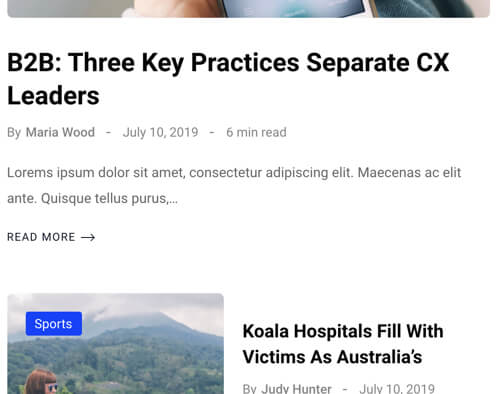 B2B: Three Key Practices Separate CX
Leaders
By Maria Wood - July 10, 2019 - 6 min read
Lorems ipsum dolor sit amet, consectetur adipiscing elit. Maecenas ac elit
ante. Quisque tellus purus,...
READ MORE
Sports
Koala Hospitals Fill With
Victims As Australia's
By Judy Hunter - July 10, 2019